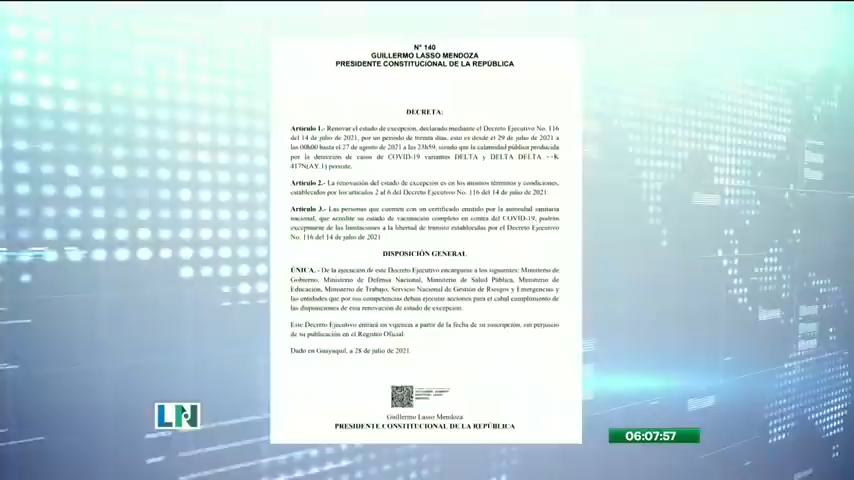 N° 140
GUILLERMO LASSO MENDOZA
PRESIDENTE CONSTITUCIONAL DE LA REPÚBLICA
DECRETA:
Artículo 1.- Renovar el estado de excepción, declarado mediante el Decreto Ejecutivo No. 116
del 14 de julio de 2021, por un periodo de treinta días, esto es desde el 29 de julio de 2021 a
las 00h00 hasta el 27 de agosto de 2021 a las 23h59, siendo que la calamidad pública producida
por la detección de casos de COVID-19 variantes DELTA y DELTA DELTA ++K
417N(AY.1) persiste.
Artículo 2.- La renovación del estado de excepción es en los mismos términos y condiciones,
establecidos por los artículos 2 al 6 del Decreto Ejecutivo No. 116 del 14 de julio de 2021.
Artículo 3.- Las personas que cuenten con un certificado emitido por la autoridad sanitaria
nacional, que acredite su estado de vacunación completo en contra del COVID-19, podrán
exceptuarse de las limitaciones a la libertad de tránsito establecidas por el Decreto Ejecutivo
No. 116 del 14 de julio de 2021
DISPOSICIÓN GENERAL
ÚNICA. - De la ejecución de este Decreto Ejecutivo encárguese a los siguientes: Ministerio de
Gobierno, Ministerio de Defensa Nacional, Ministerio de Salud Pública, Ministerio de
Educación, Ministerio de Trabajo, Servicio Nacional de Gestión de Riesgos y Emergencias y
las entidades que por sus competencias deban ejecutar acciones para el cabal cumplimiento de
las disposiciones de esta renovación de estado de excepción.
Este Decreto Ejecutivo entrará en vigencia a partir de la fecha de su suscripción, sin perjuicio
de su publicación en el Registro Oficial.
Dado en Guayaquil, a 28 de julio de 2021.
Guillermo Lasso Mendoza
PRESIDENTE CONSTITUCIONAL DE LA REPÚBLICA
LN
06:07:57